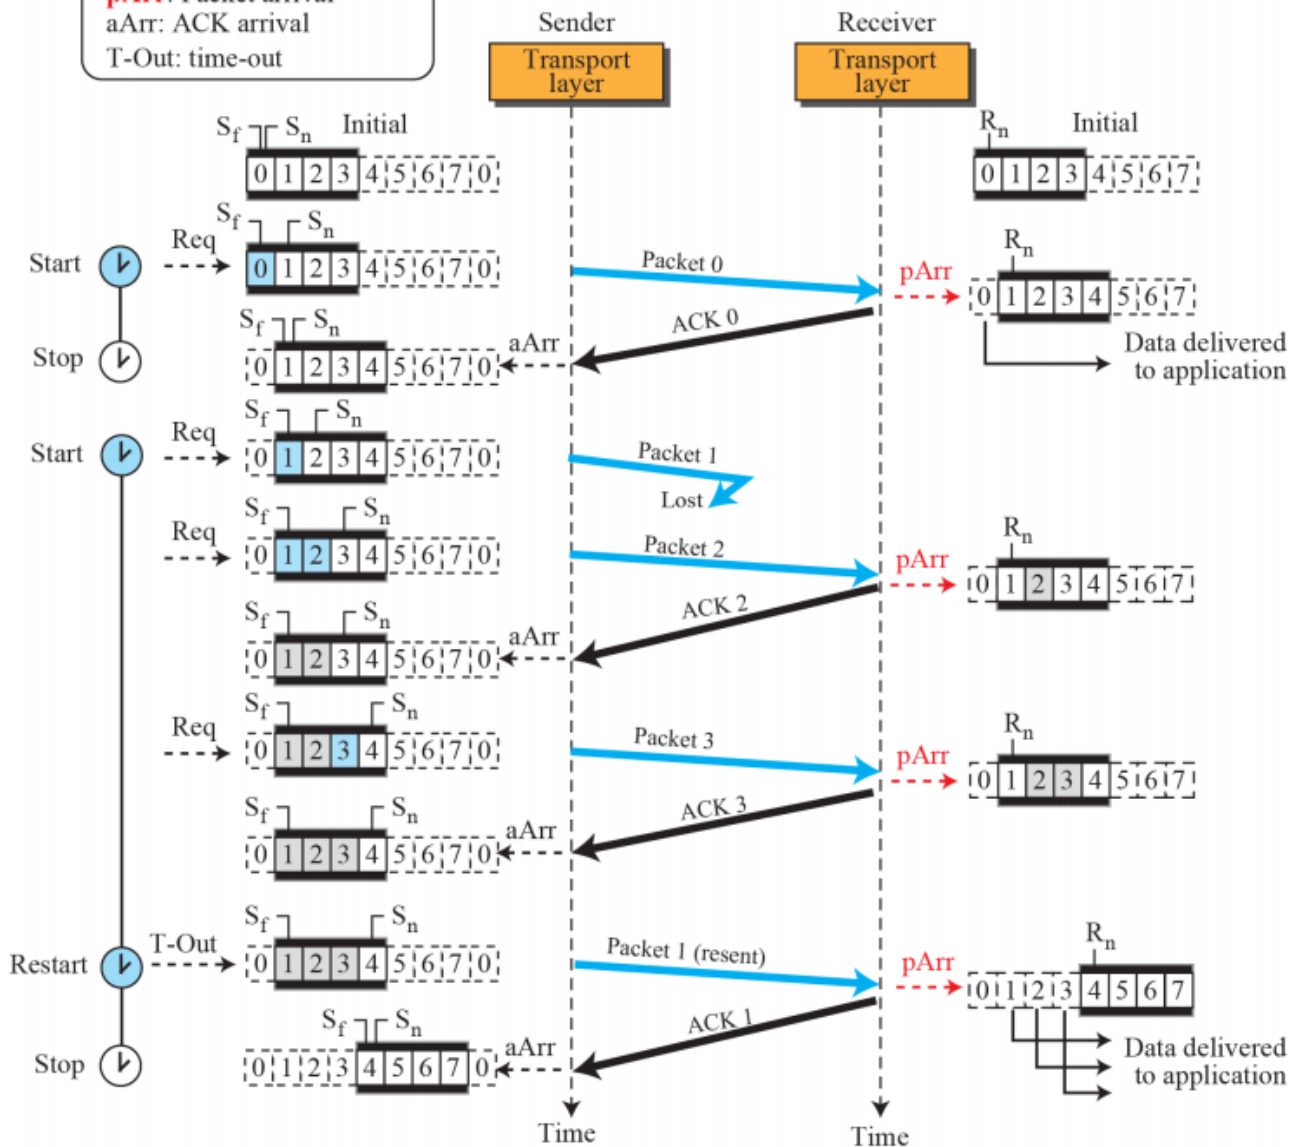 pArr: Packet arrival
aArr: ACK arrival
T-Out: time-out
Sender
Receiver
Transport layer
Transport layer
Sf Sn Initial
0 1 2 3 4 5 6 7 0
Rn Initial
0 1 2 3 4 5 6 7
Start
Req
Sf Sn
0 1 2 3 4 5 6 7 0
Packet 0
pArr
Rn
0 1 2 3 4 5 6 7
Data delivered
to application
Stop
Sf Sn
0 1 2 3 4 5 6 7 0
aArr
ACK 0
Start
Req
Sf Sn
0 1 2 3 4 5 6 7 0
Packet 1
Lost
Req
Sf Sn
0 1 2 3 4 5 6 7 0
Packet 2
pArr
Rn
0 1 2 3 4 5 6 7
Sf Sn
0 1 2 3 4 5 6 7 0
aArr
ACK 2
Req
Sf Sn
0 1 2 3 4 5 6 7 0
Packet 3
pArr
Rn
0 1 2 3 4 5 6 7
Sf Sn
0 1 2 3 4 5 6 7 0
aArr
ACK 3
Restart
T-Out
Sf Sn
0 1 2 3 4 5 6 7 0
Packet 1 (resent)
pArr
Rn
0 1 2 3 4 5 6 7
Data delivered
to application
Stop
Sf Sn
0 1 2 3 4 5 6 7 0
aArr
ACK 1
Time
Time